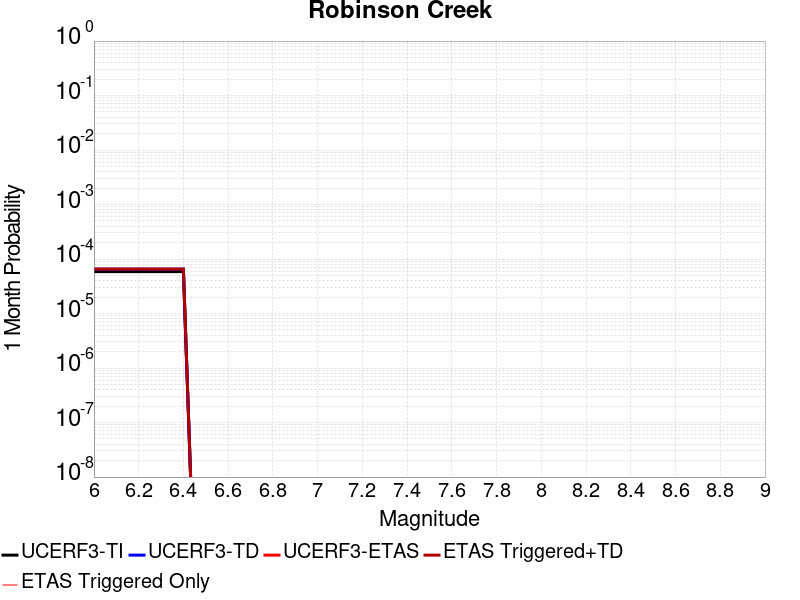 Robinson Creek
1 Month Probability
10^0
10^-1
10^-2
10^-3
10^-4
10^-5
10^-6
10^-7
10^-8
6 6.2 6.4 6.6 6.8 7 7.2 7.4 7.6 7.8 8 8.2 8.4 8.6 8.8 9
Magnitude
UCERF3-TI UCERF3-TD UCERF3-ETAS ETAS Triggered+TD
ETAS Triggered Only